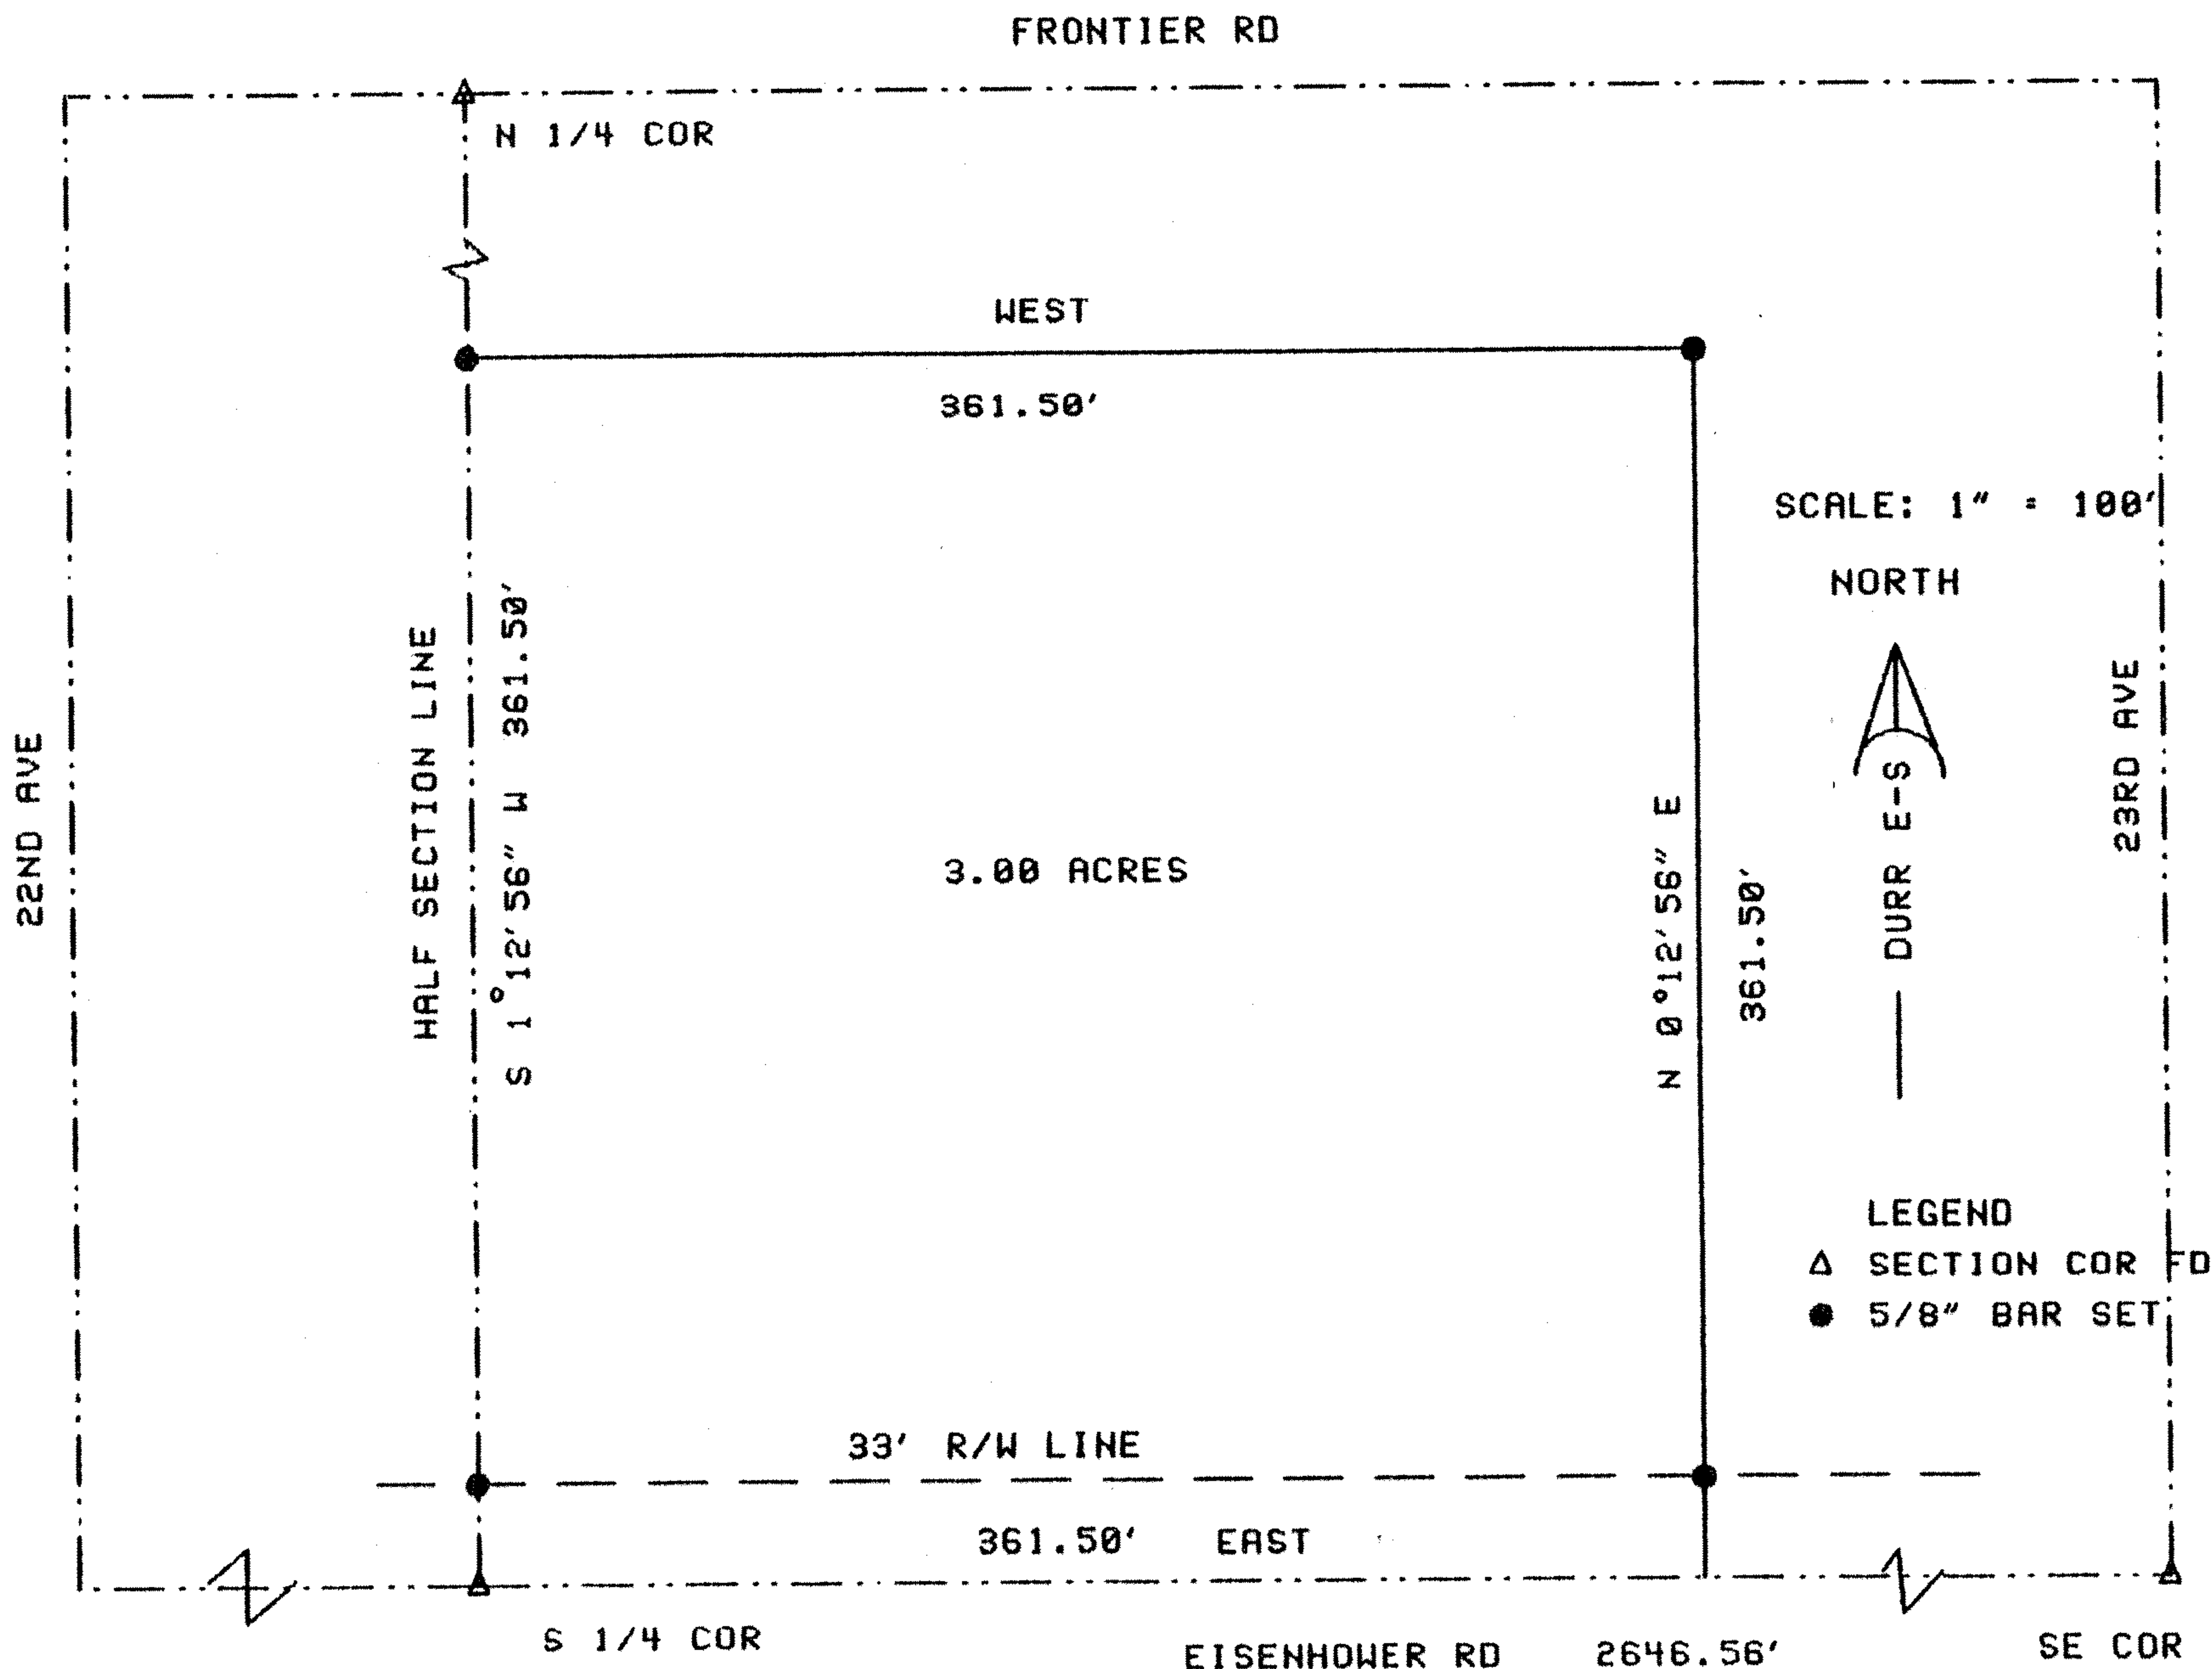 FRONTIER RD
N 1/4 COR
WEST
361.50'
SCALE: 1" = 100'
NORTH
DURR E-S
22ND AVE
HALF SECTION LINE
S 1°12'56" W 361.50'
3.00 ACRES
N 0°12'56" E
361.50'
23RD AVE
LEGEND
SECTION COR FD
5/8" BAR SET
33' R/W LINE
361.50' EAST
S 1/4 COR
EISENHOWER RD 2646.56'
SE COR